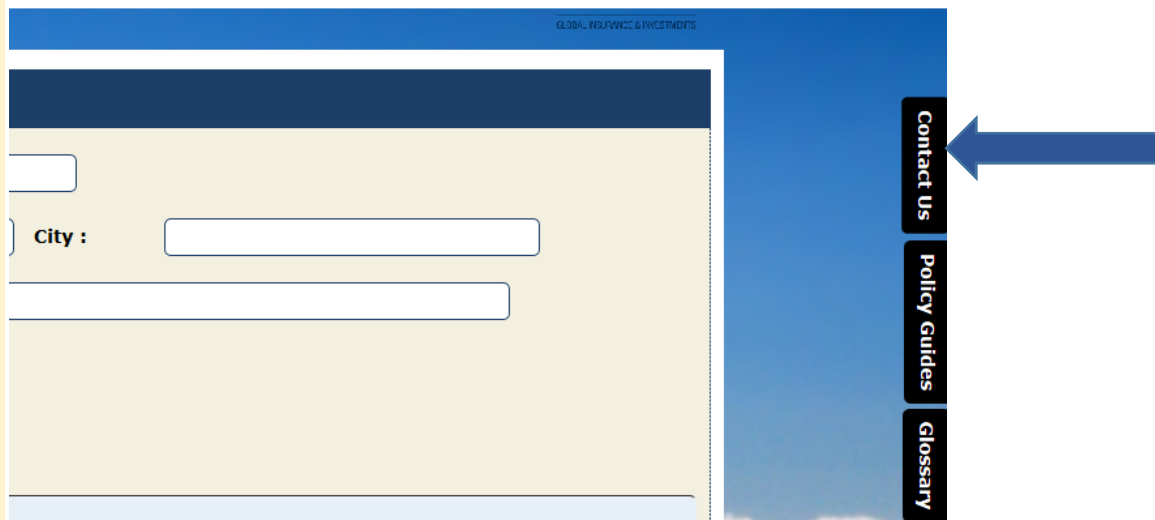 GLOBAL INSURANCE & INVESTMENTS
Contact Us
City :
Policy Guides
Glossary